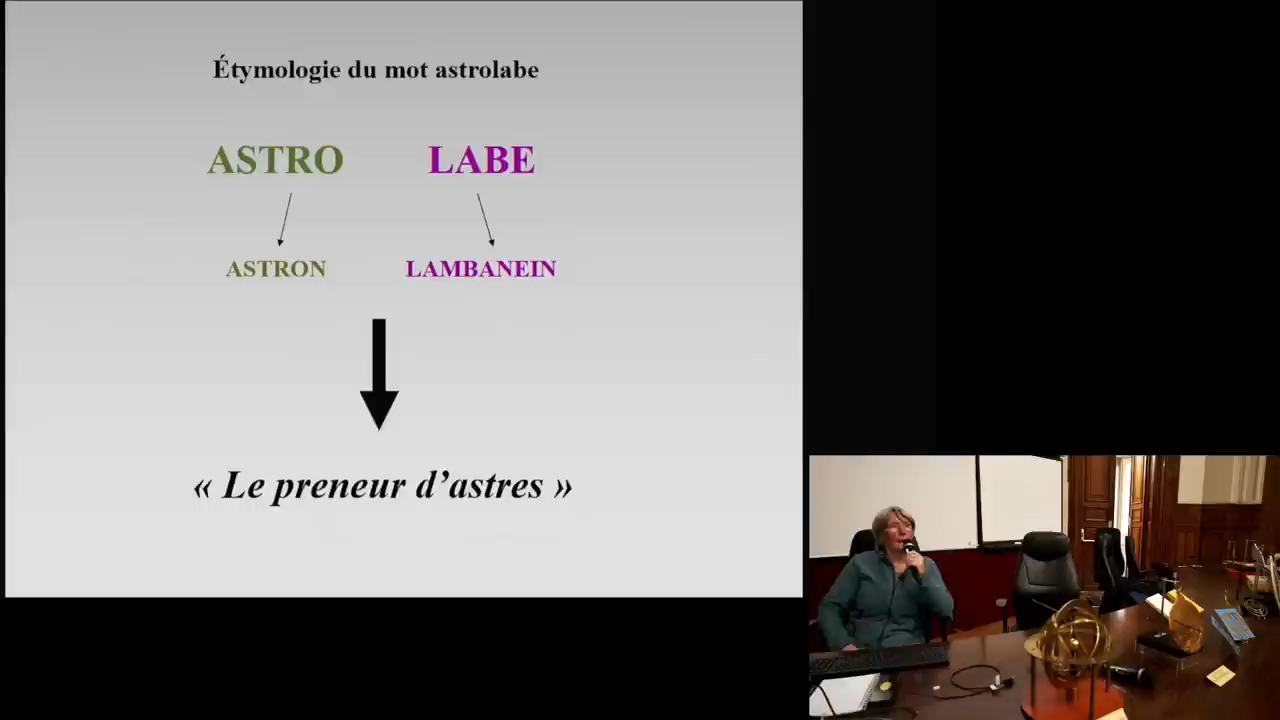 Étymologie du mot astrolabe
ASTRO LABE
ASTRON LAMBANEIN
« Le preneur d’astres »